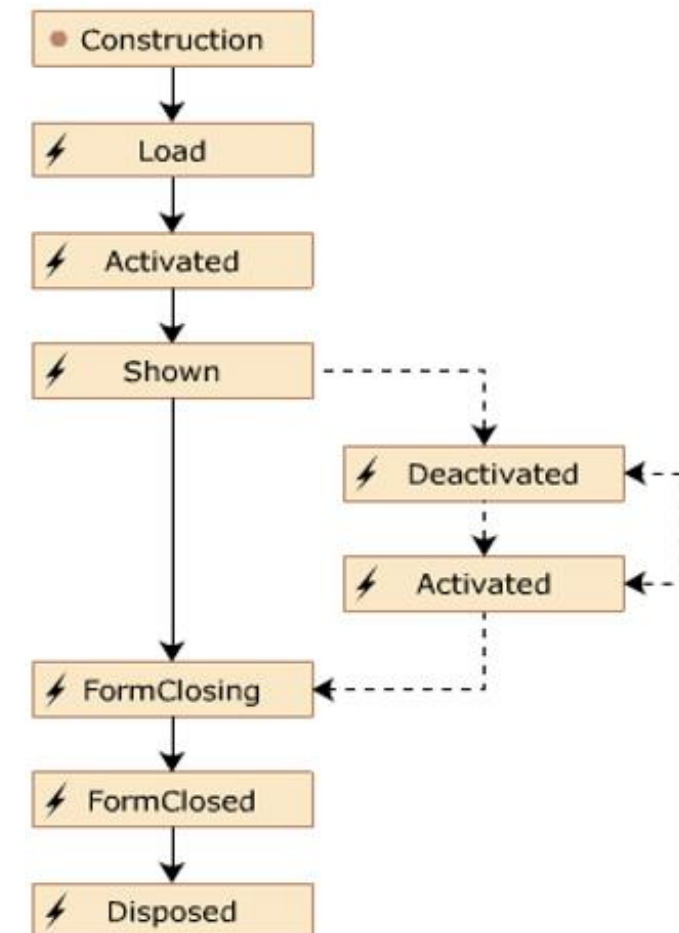 Construction
Load
Activated
Shown
Deactivated
Activated
FormClosing
FormClosed
Disposed